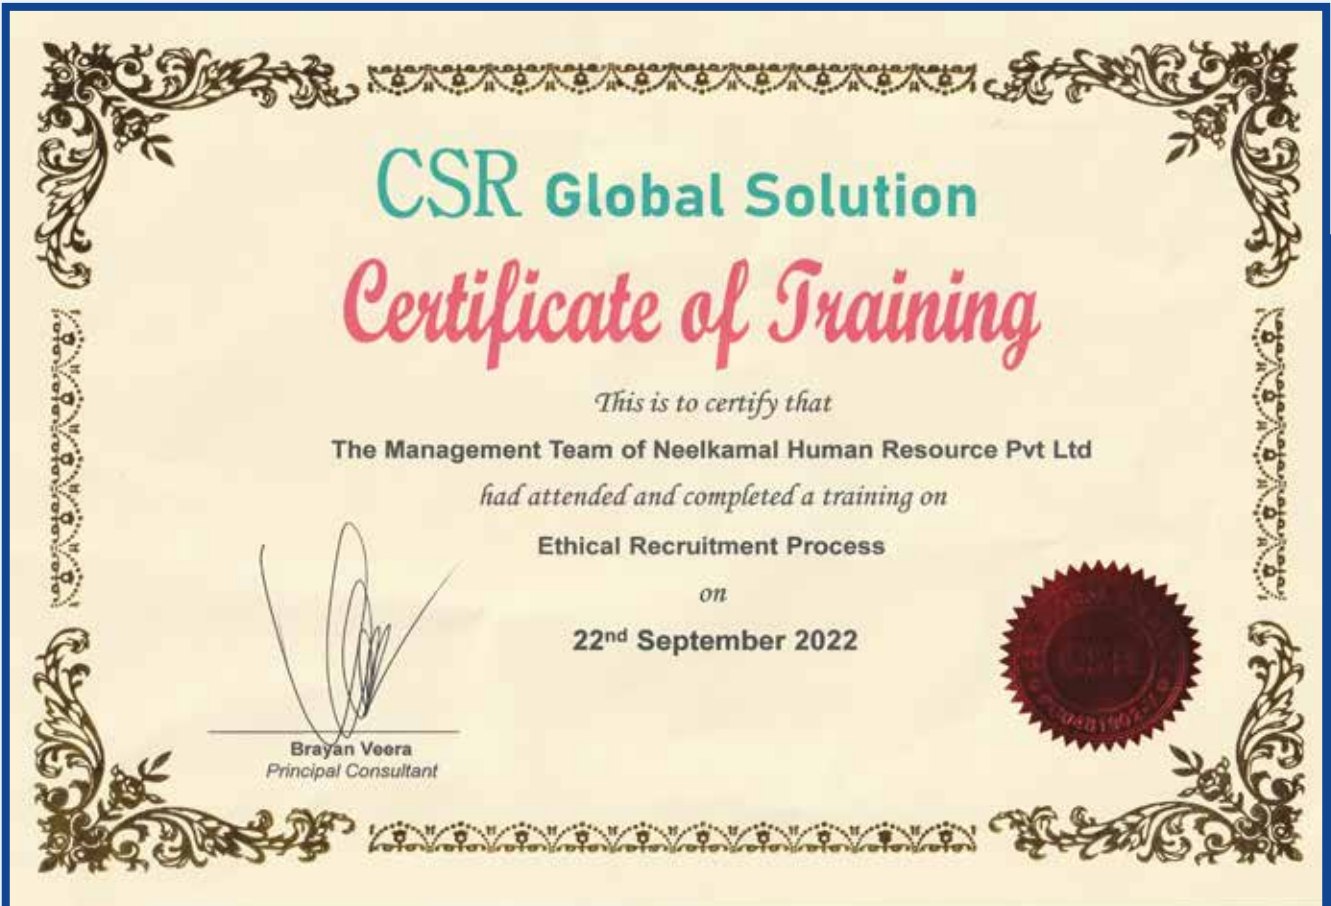 CSR Global Solution
Certificate of Training
This is to certify that
The Management Team of Neelkamal Human Resource Pvt Ltd
had attended and completed a training on
Ethical Recruitment Process
on
22nd September 2022
Brayan Veera
Principal Consultant